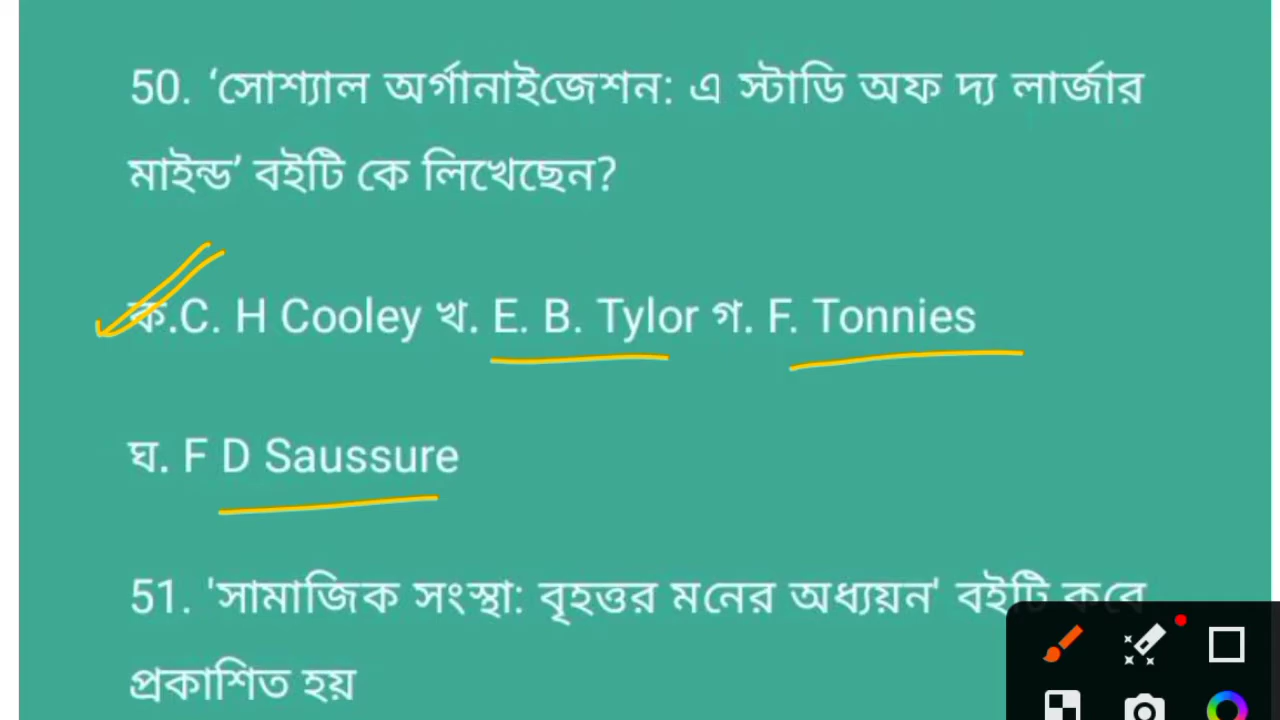 50. ‘সোশ্যাল অর্গানাইজেশন: এ স্টাডি অফ দ্য লার্জার
মাইন্ড’ বইটি কে লিখেছেন?
ক.C. H Cooley খ. E. B. Tylor গ. F. Tonnies
ঘ. F D Saussure
51. 'সামাজিক সংস্থা: বৃহত্তর মনের অধ্যয়ন' বইটি কবে
প্রকাশিত হয়